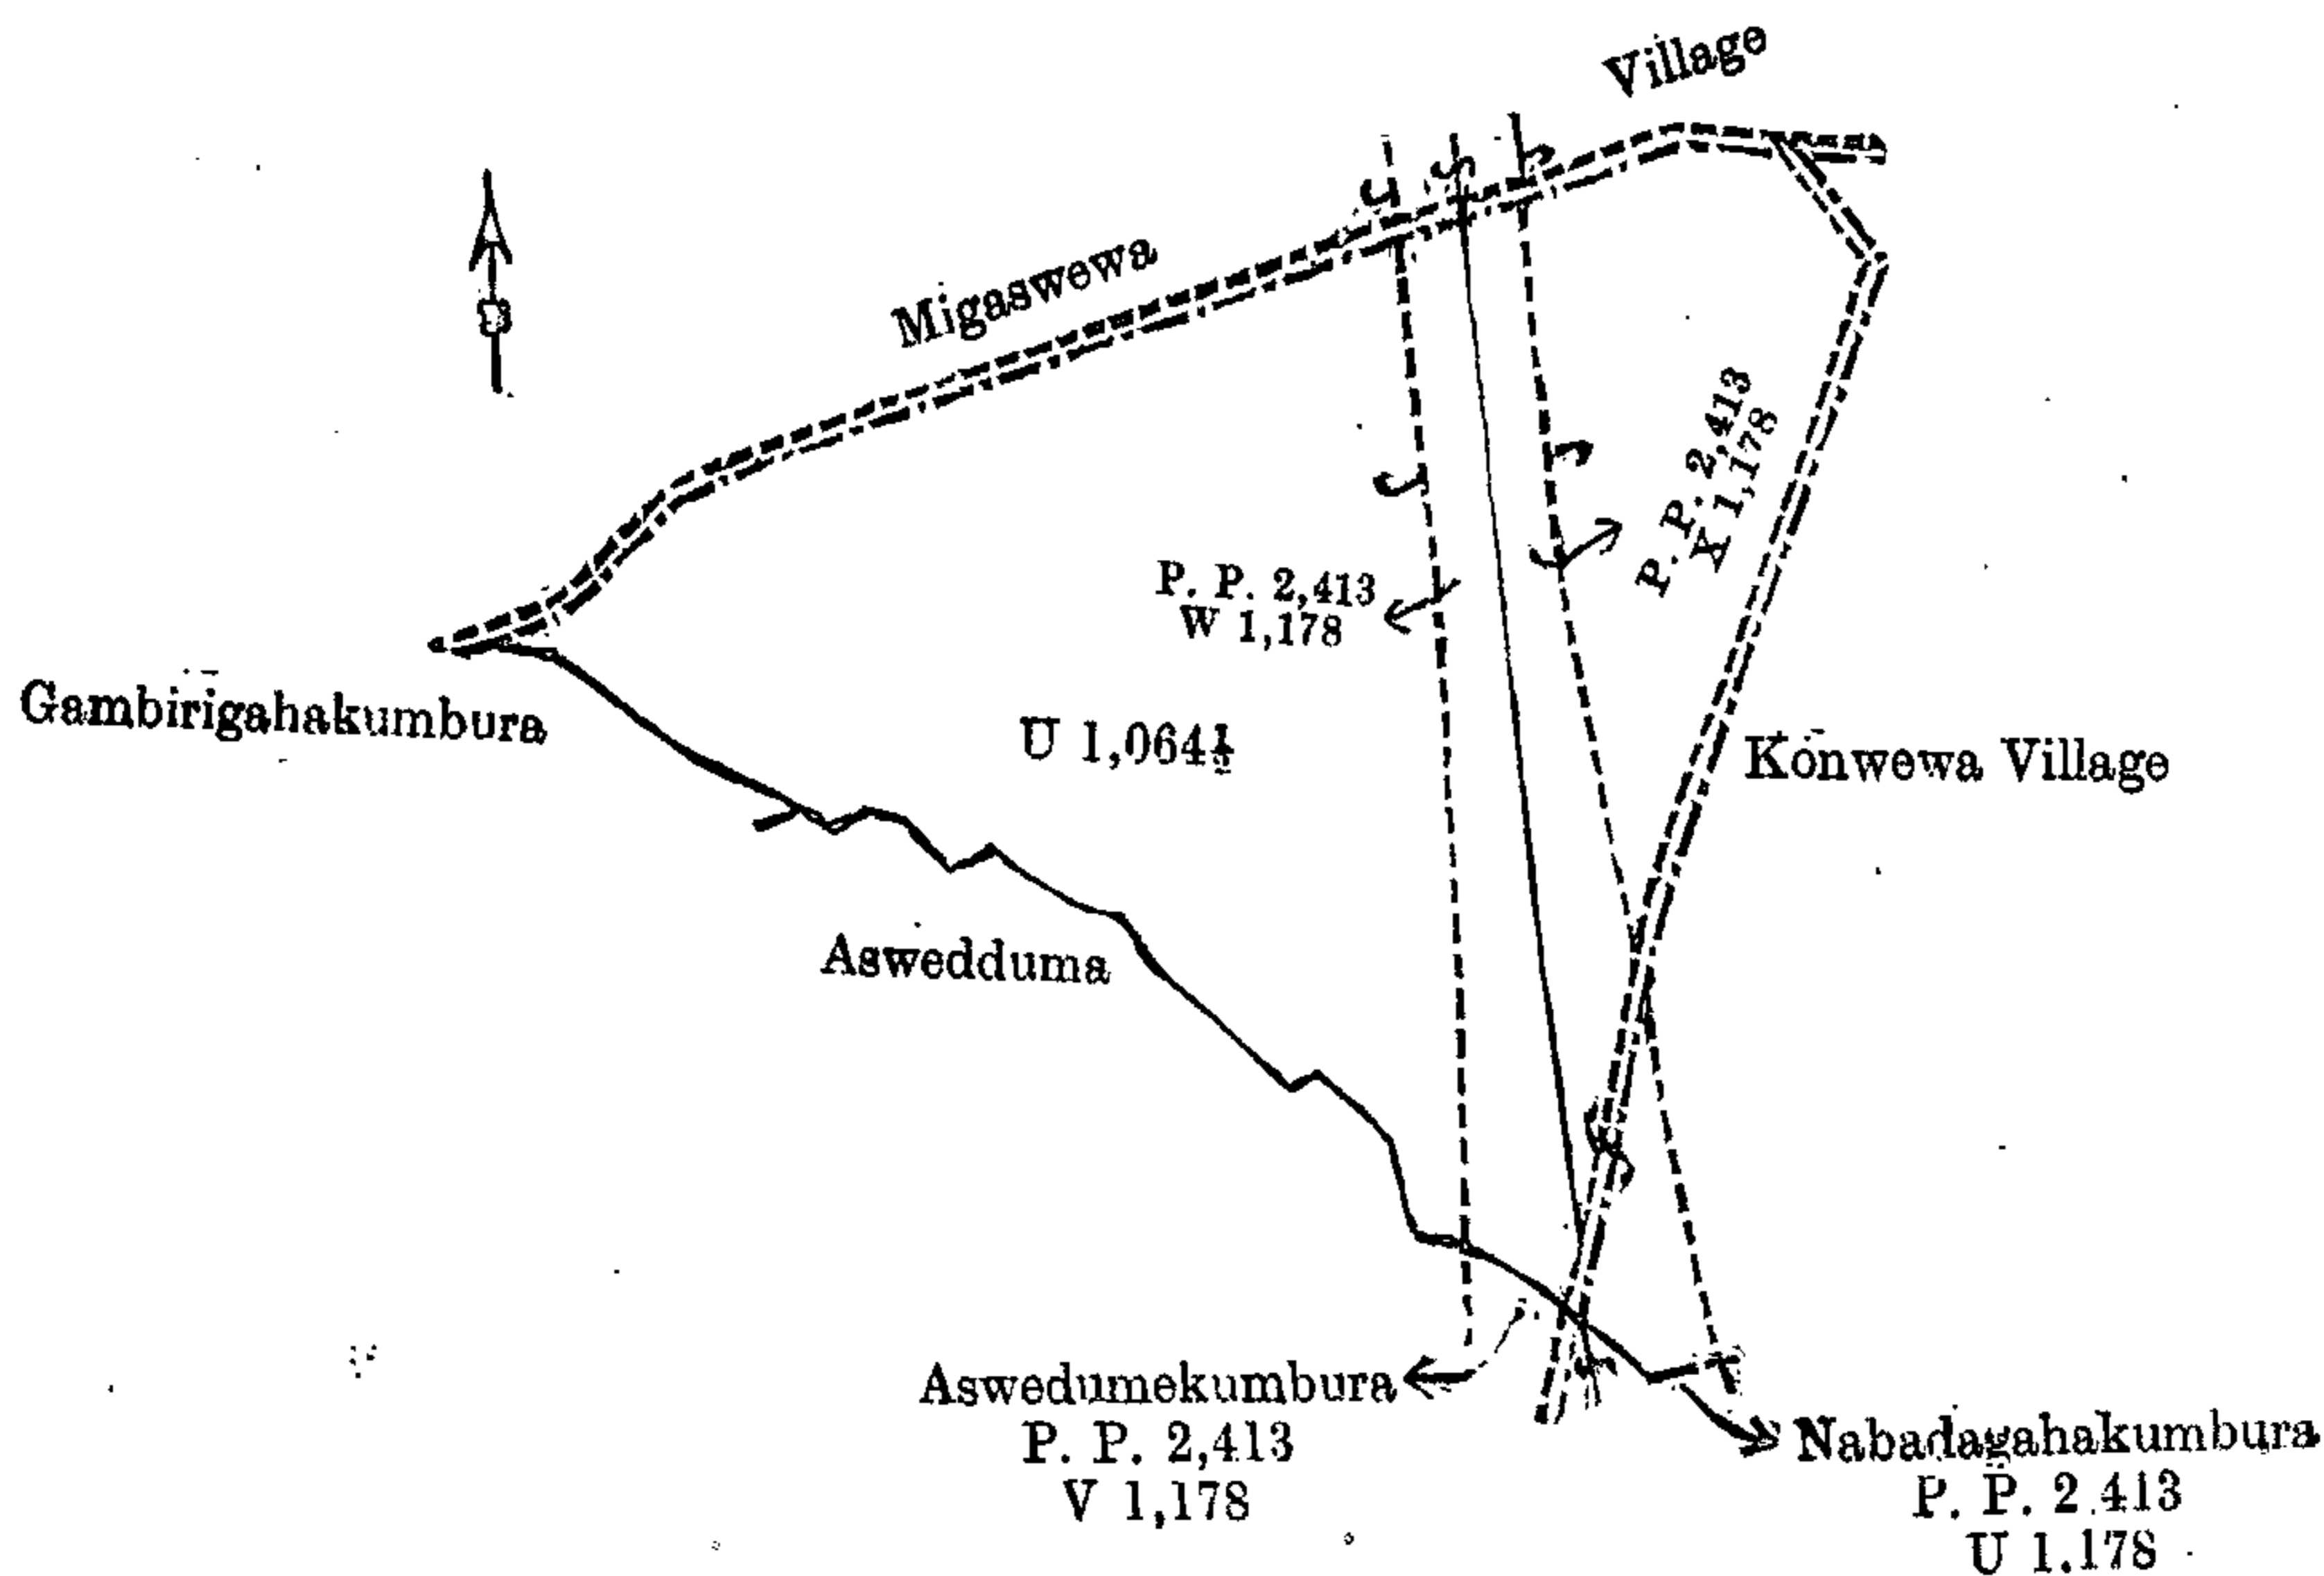 Village
Migaswewa
P. P. 2,413
X 1,178
P. P. 2,413
W 1,178
Gambirigahakumbura
U 1,064½
Kónwewa Village
Aswedduma
Aswedumekumbura
P. P. 2,413
V 1,178
Nabadagahakumbura
P. P. 2.413
U 1.178